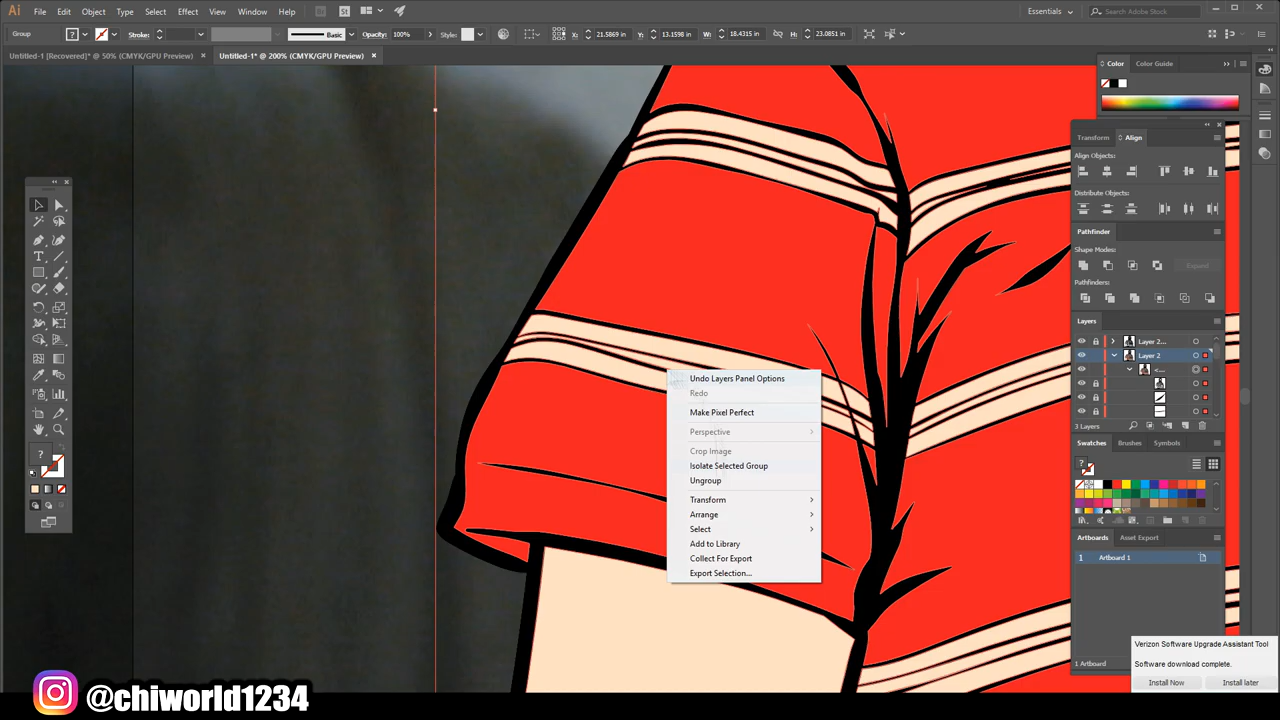 Ai File Edit Object Type Select Effect View Window Help Br St Essentials Search Adobe Stock
Group ? Stroke: Basic Opacity: 100% Style: X: 21.5869 in Y: 13.1598 in W: 18.4315 in H: 23.0851 in
Untitled-1 [Recovered]* @ 50% (CMYK/GPU Preview) × Untitled-1* @ 200% (CMYK/GPU Preview) ×
Color Color Guide
Transform Align
Align Objects:
Distribute Objects:
Pathfinder
Shape Modes:
Expand
Pathfinders:
Layers
Layer 2...
Layer 2
<...
3 Layers
Swatches Brushes Symbols
?
Artboards Asset Export
1 Artboard 1
1 Artboard
T
?
Undo Layers Panel Options
Redo
Make Pixel Perfect
Perspective
Crop Image
Isolate Selected Group
Ungroup
Transform
Arrange
Select
Add to Library
Collect For Export
Export Selection...
Verizon Software Upgrade Assistant Tool
Software download complete.
Install Now Install later
@chiworld1234